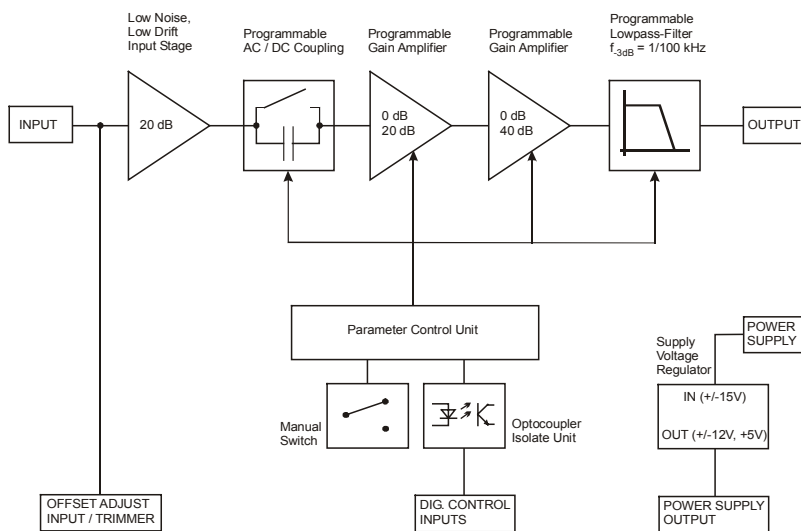 Low Noise,
Low Drift
Input Stage
Programmable
AC / DC Coupling
Programmable
Gain Amplifier
Programmable
Gain Amplifier
Programmable
Lowpass-Filter
f-3dB = 1/100 kHz
INPUT
20 dB
0 dB
20 dB
0 dB
40 dB
OUTPUT
Parameter Control Unit
Manual
Switch
Optocoupler
Isolate Unit
Supply
Voltage
Regulator
POWER
SUPPLY
IN (+/-15V)
OUT (+/-12V, +5V)
OFFSET ADJUST
INPUT / TRIMMER
DIG. CONTROL
INPUTS
POWER SUPPLY
OUTPUT